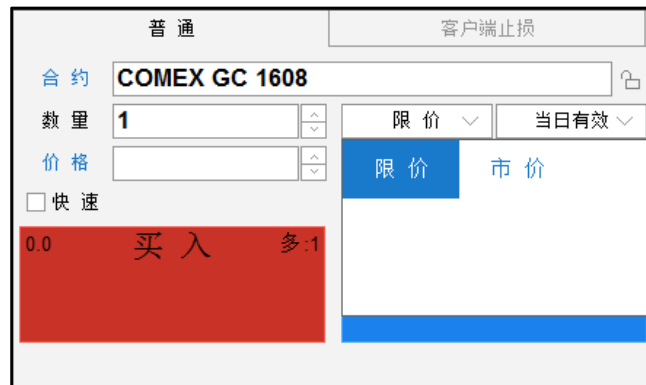 普通 客户端止损
合约 COMEX GC 1608
数量 1 限价 当日有效
价格
限价 市价
快速
0.0 买入 多:1